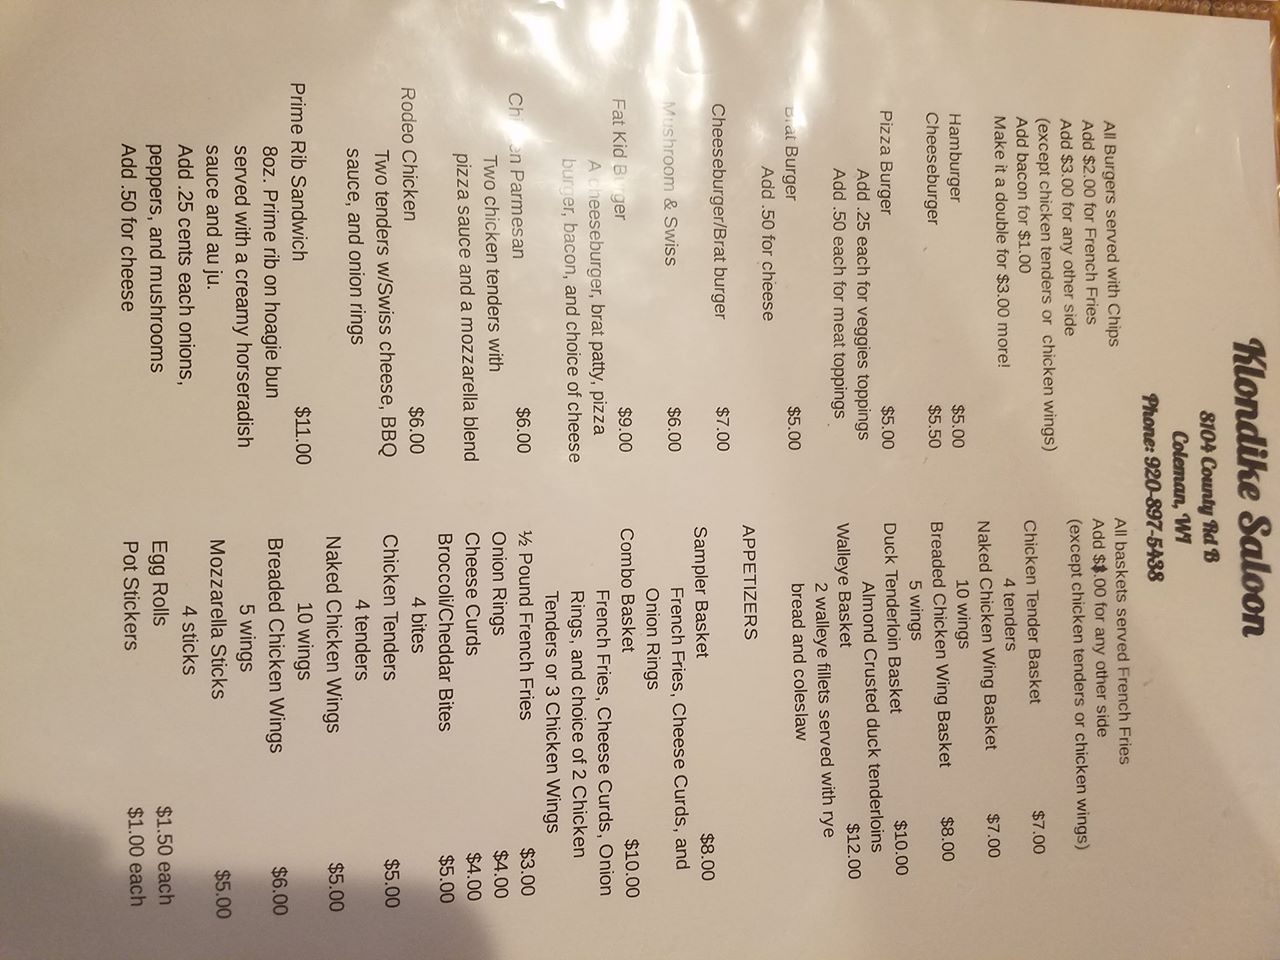 Klondike Saloon
8104 County Rd B
Coleman, WI
Phone: 920-897-5438
All Burgers served with Chips
Add $2.00 for French Fries
Add $3.00 for any other side
(except chicken tenders or chicken wings)
Add bacon for $1.00
Make it a double for $3.00 more!
Hamburger $5.00
Cheeseburger $5.50
Pizza Burger $5.00
Add .25 each for veggies toppings
Add .50 each for meat toppings
Brat Burger $5.00
Add .50 for cheese
Cheeseburger/Brat burger $7.00
Mushroom & Swiss $6.00
Fat Kid Burger $9.00
A cheeseburger, brat patty, pizza
burger, bacon, and choice of cheese
Chicken Parmesan $6.00
Two chicken tenders with
pizza sauce and a mozzarella blend
Rodeo Chicken $6.00
Two tenders w/Swiss cheese, BBQ
sauce, and onion rings
Prime Rib Sandwich $11.00
8oz. Prime rib on hoagie bun
served with a creamy horseradish
sauce and au ju.
Add .25 cents each onions,
peppers, and mushrooms
Add .50 for cheese
All baskets served French Fries
Add $1.00 for any other side
(except chicken tenders or chicken wings)
Chicken Tender Basket $7.00
4 tenders
Naked Chicken Wing Basket $7.00
10 wings
Breaded Chicken Wing Basket $8.00
5 wings
Duck Tenderloin Basket $10.00
Almond Crusted duck tenderloins
Walleye Basket $12.00
2 walleye fillets served with rye
bread and coleslaw
APPETIZERS
Sampler Basket $8.00
French Fries, Cheese Curds, and
Onion Rings
Combo Basket $10.00
French Fries, Cheese Curds, Onion
Rings, and choice of 2 Chicken
Tenders or 3 Chicken Wings
½ Pound French Fries $3.00
Onion Rings $4.00
Cheese Curds $4.00
Broccoli/Cheddar Bites $5.00
4 bites
Chicken Tenders $5.00
4 tenders
Naked Chicken Wings $5.00
10 wings
Breaded Chicken Wings $6.00
5 wings
Mozzarella Sticks $5.00
4 sticks
Egg Rolls $1.50 each
Pot Stickers $1.00 each